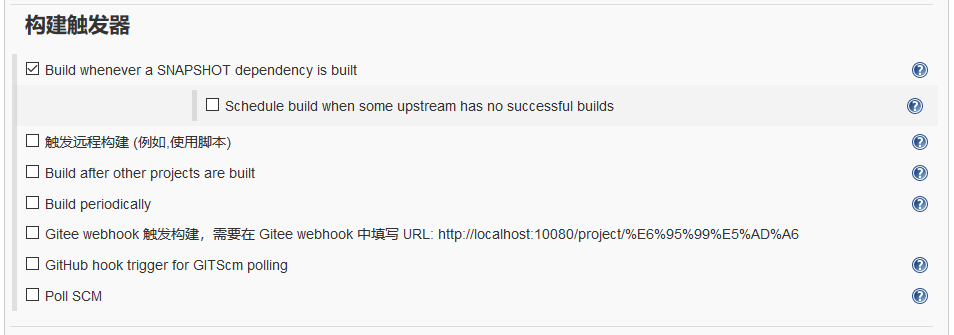 构建触发器
Build whenever a SNAPSHOT dependency is built
Schedule build when some upstream has no successful builds
触发远程构建 (例如,使用脚本)
Build after other projects are built
Build periodically
Gitee webhook 触发构建，需要在 Gitee webhook 中填写 URL: http://localhost:10080/project/%E6%95%99%E5%AD%A6
GitHub hook trigger for GITScm polling
Poll SCM